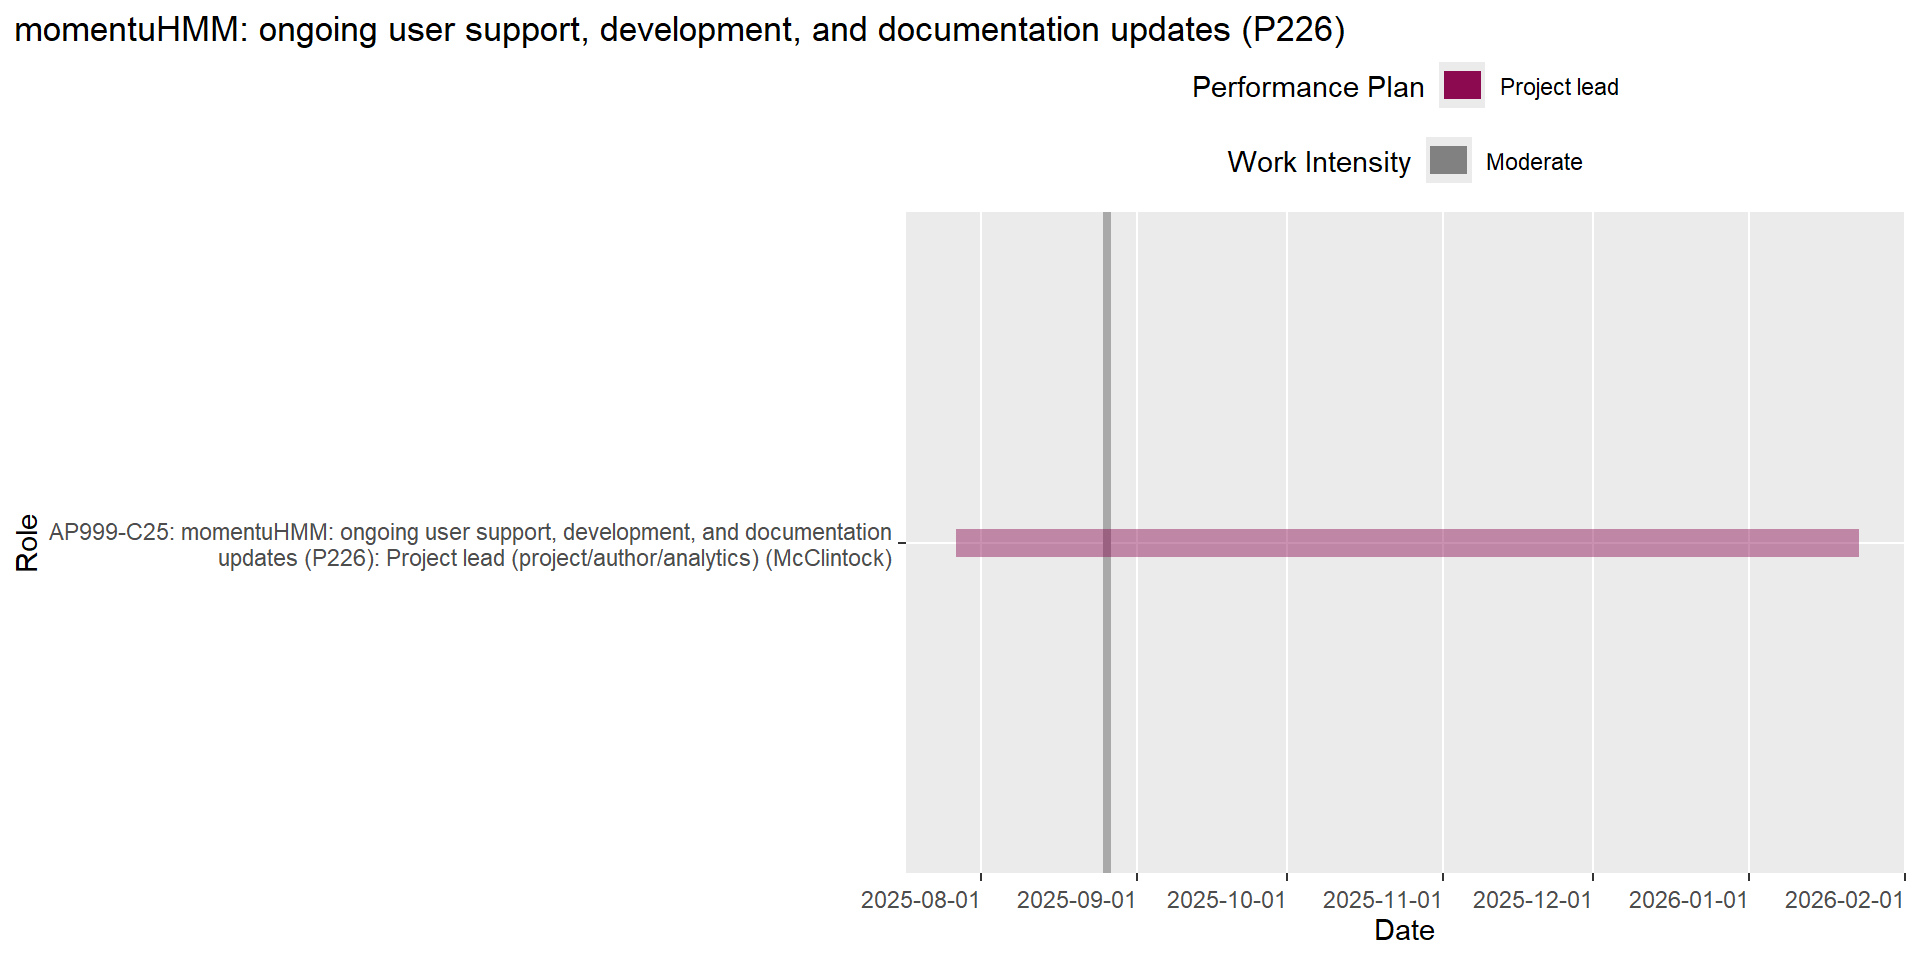 momentuHMM: ongoing user support, development, and documentation updates (P226)
Performance Plan
Project lead
Work Intensity
Moderate
Role
AP999-C25: momentuHMM: ongoing user support, development, and documentation
updates (P226): Project lead (project/author/analytics) (McClintock)
2025-08-01
2025-09-01
2025-10-01
2025-11-01
2025-12-01
2026-01-01
2026-02-01
Date